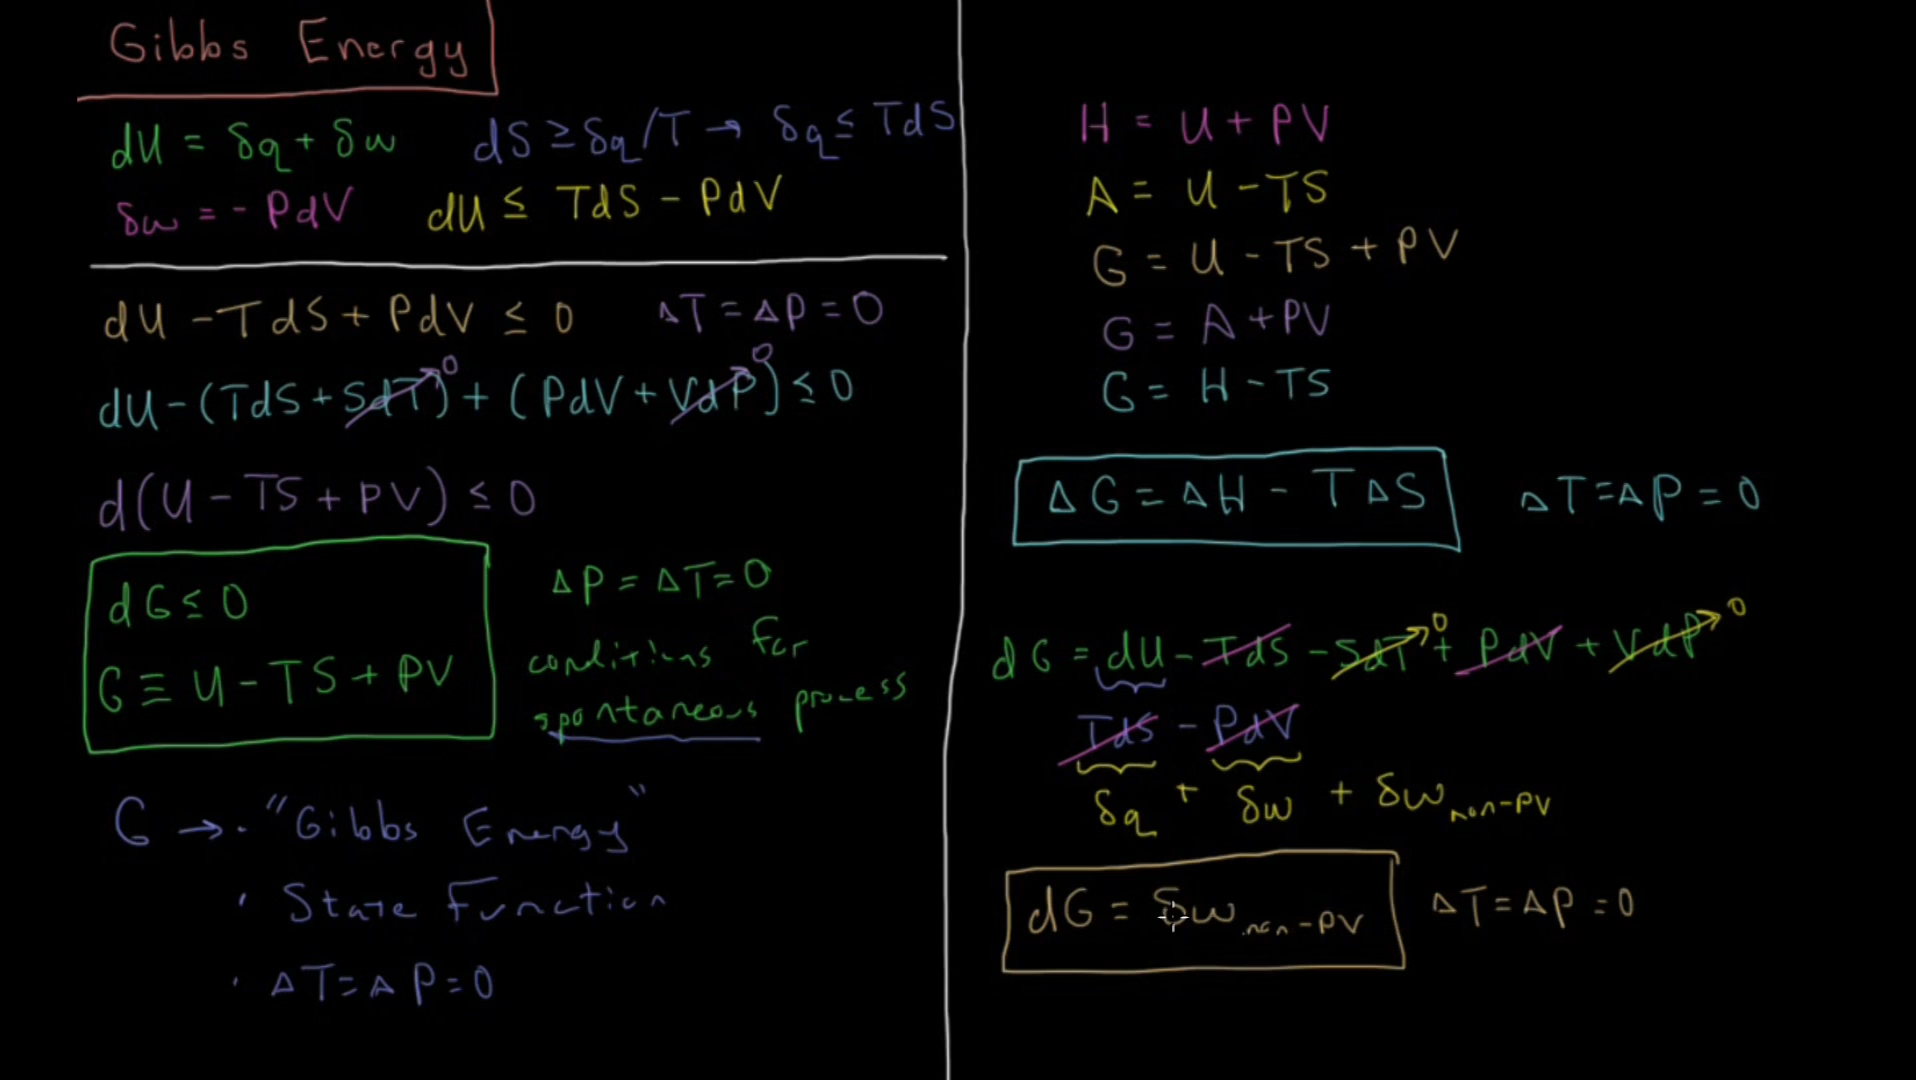 Gibbs Energy
dU = δq + δw dS ≥ δq/T → δq ≤ TdS
δw = - PdV dU ≤ TdS - PdV
dU - TdS + PdV ≤ 0 ΔT = ΔP = 0
dU - (TdS + SdT) + (PdV + VdP) ≤ 0
0 0
d(U - TS + PV) ≤ 0
dG ≤ 0
G ≡ U - TS + PV
ΔP = ΔT = 0
conditions for
spontaneous process
G → · "Gibbs Energy"
· State Function
· ΔT = ΔP = 0
H = U + PV
A = U - TS
G = U - TS + PV
G = A + PV
G = H - TS
ΔG = ΔH - TΔS ΔT = ΔP = 0
dG = dU - TdS - SdT + PdV + VdP
0 0
TdS - PdV
δq + δw + δw non-PV
dG = δw non-PV ΔT = ΔP = 0